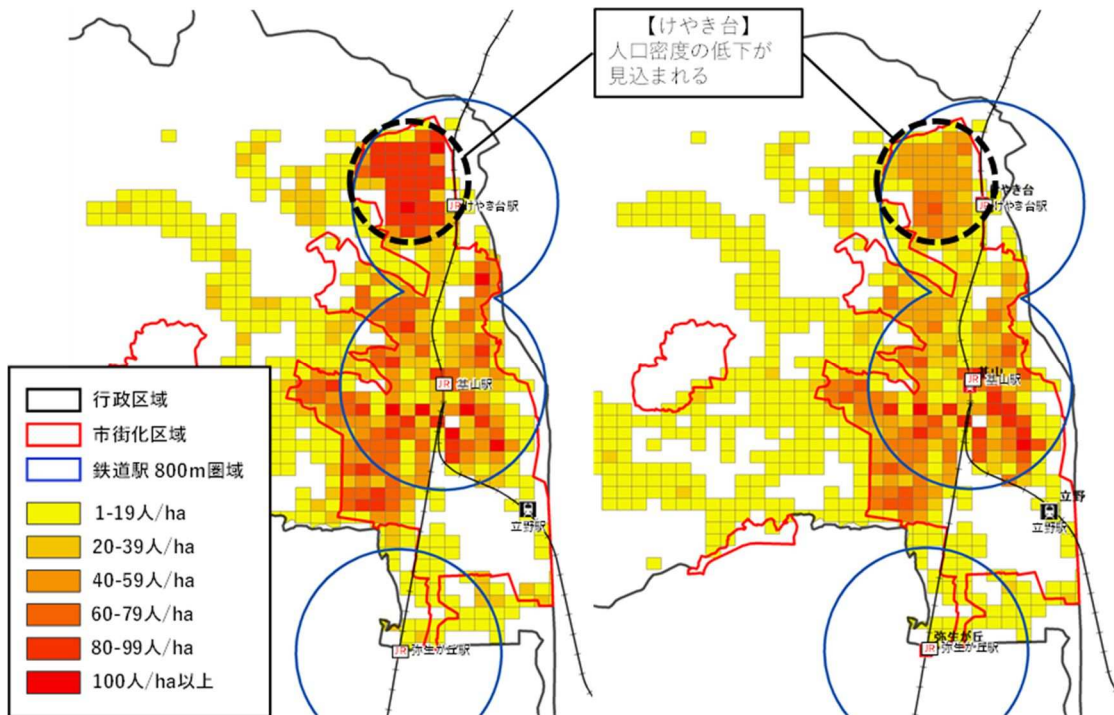 【けやき台】
人口密度の低下が
見込まれる
JR けやき台駅
JR 基山駅
立野駅
JR 弥生が丘駅
行政区域
市街化区域
鉄道駅 800m圏域
1-19人/ha
20-39人/ha
40-59人/ha
60-79人/ha
80-99人/ha
100人/ha以上
けやき台
JR けやき台駅
基山
JR 基山駅
立野
立野駅
弥生が丘
JR 弥生が丘駅